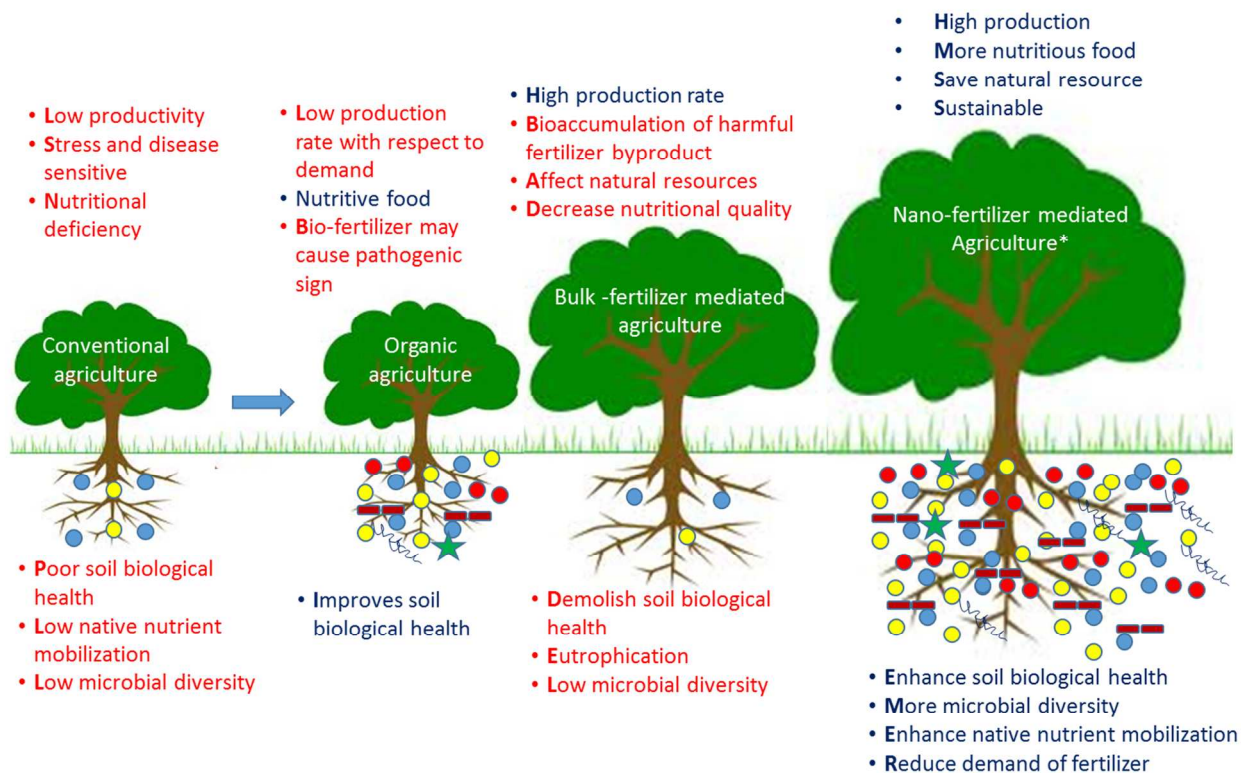 • Low productivity
• Stress and disease
sensitive
• Nutritional
deficiency
Conventional
agriculture
• Poor soil biological
health
• Low native nutrient
mobilization
• Low microbial diversity
• Low production
rate with respect to
demand
• Nutritive food
• Bio-fertilizer may
cause pathogenic
sign
Organic
agriculture
• Improves soil
biological health
• High production rate
• Bioaccumulation of harmful
fertilizer byproduct
• Affect natural resources
• Decrease nutritional quality
Bulk -fertilizer mediated
agriculture
• Demolish soil biological
health
• Eutrophication
• Low microbial diversity
• High production
• More nutritious food
• Save natural resource
• Sustainable
Nano-fertilizer mediated
Agriculture*
• Enhance soil biological health
• More microbial diversity
• Enhance native nutrient mobilization
• Reduce demand of fertilizer